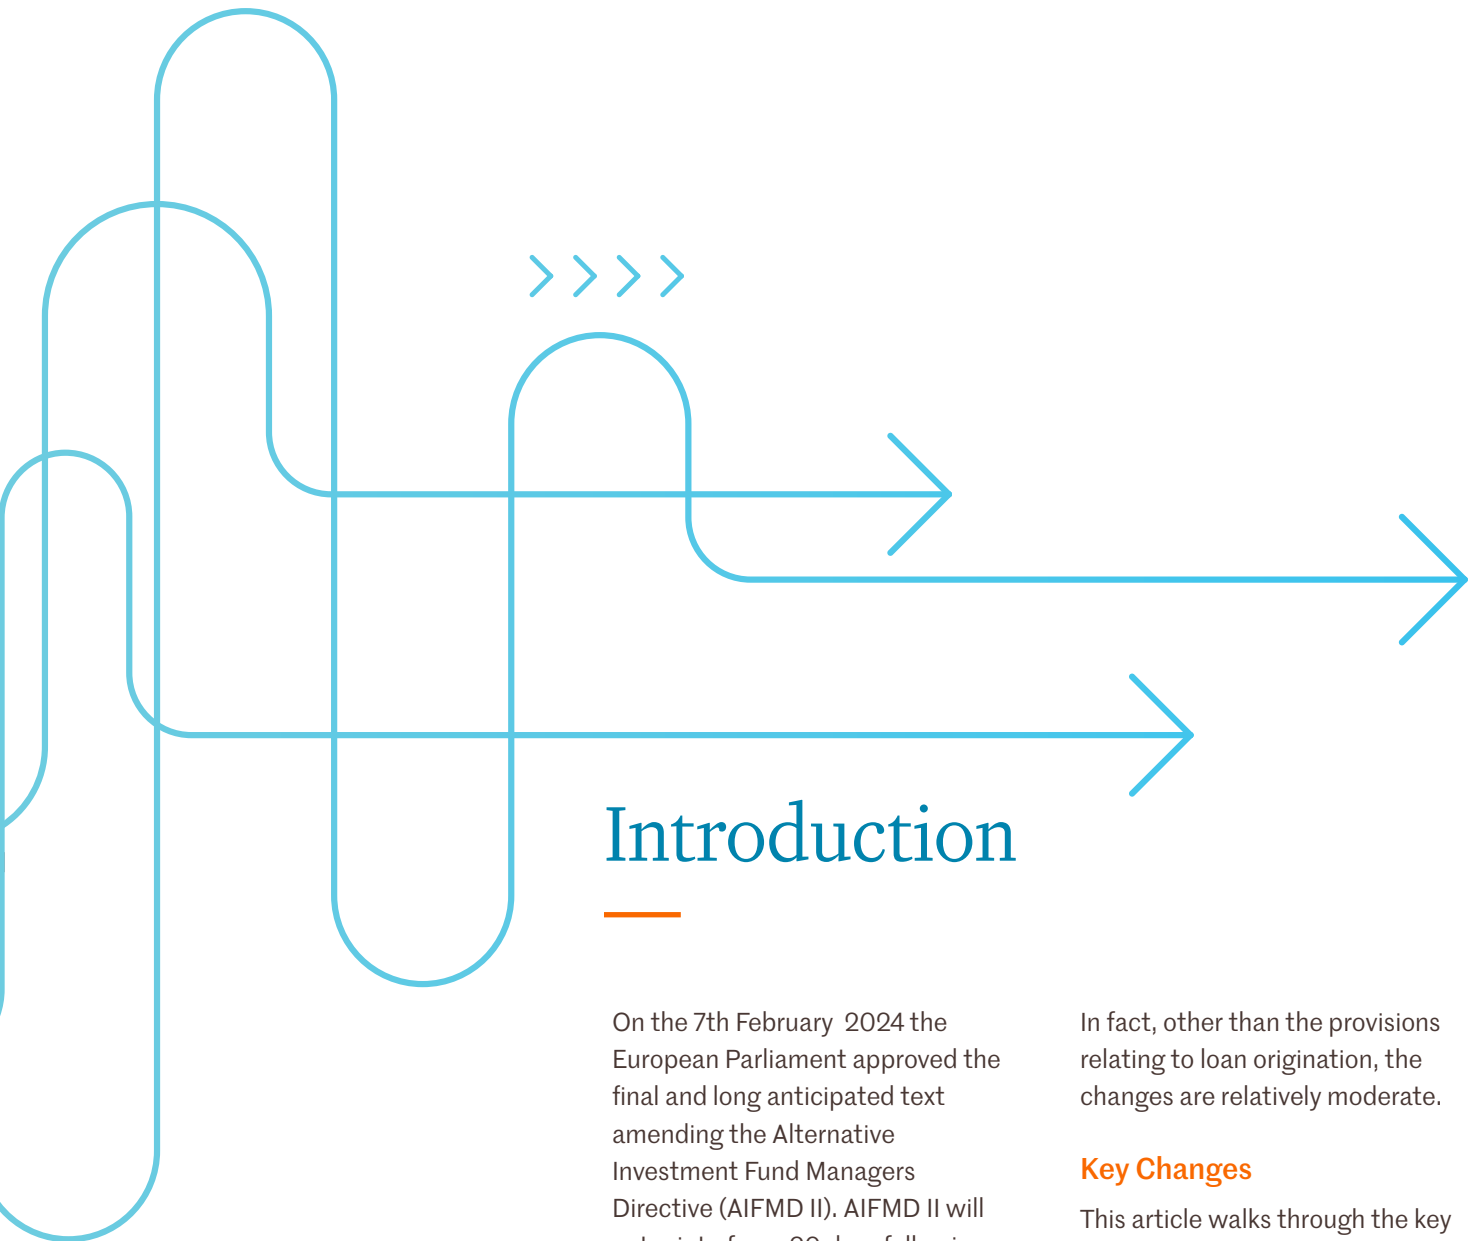 Introduction
On the 7th February 2024 the
European Parliament approved the
final and long anticipated text
amending the Alternative
Investment Fund Managers
Directive (AIFMD II). AIFMD II will
In fact, other than the provisions
relating to loan origination, the
changes are relatively moderate.
Key Changes
This article walks through the key